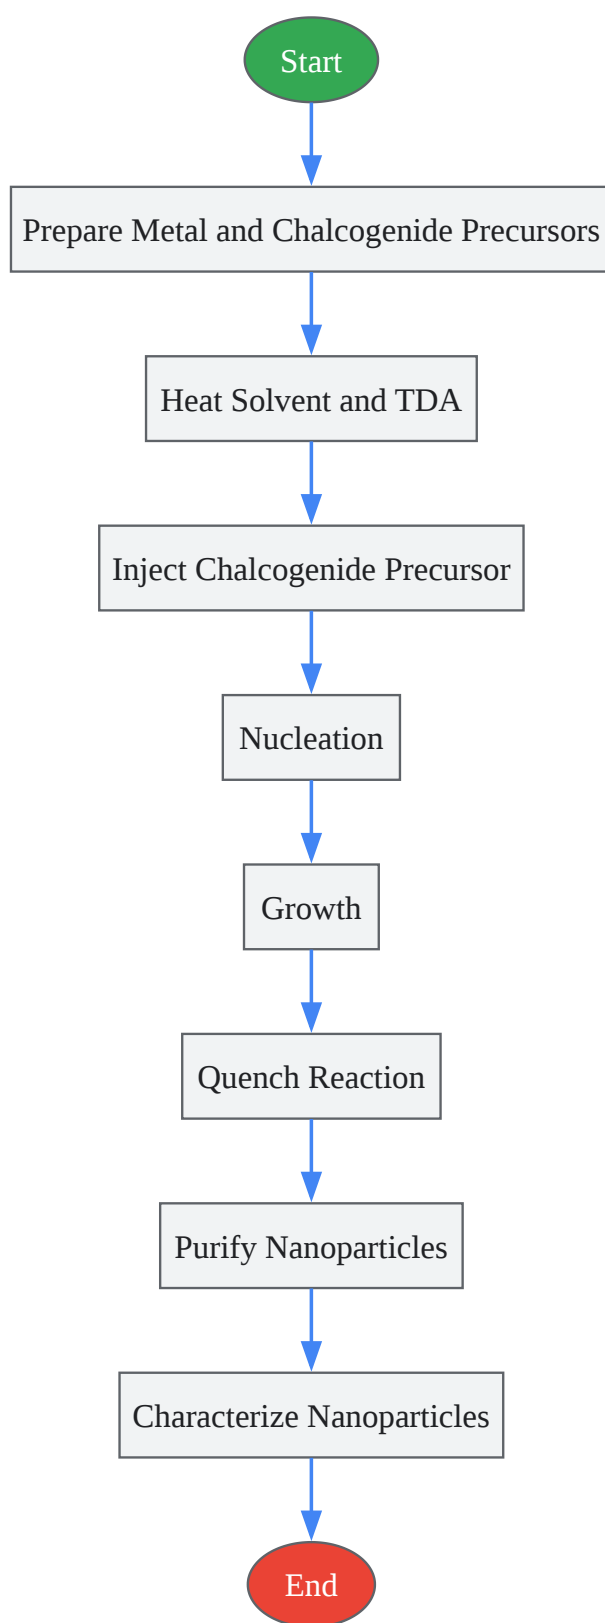 Start
Prepare Metal and Chalcogenide Precursors
Heat Solvent and TDA
Inject Chalcogenide Precursor
Nucleation
Growth
Quench Reaction
Purify Nanoparticles
Characterize Nanoparticles
End